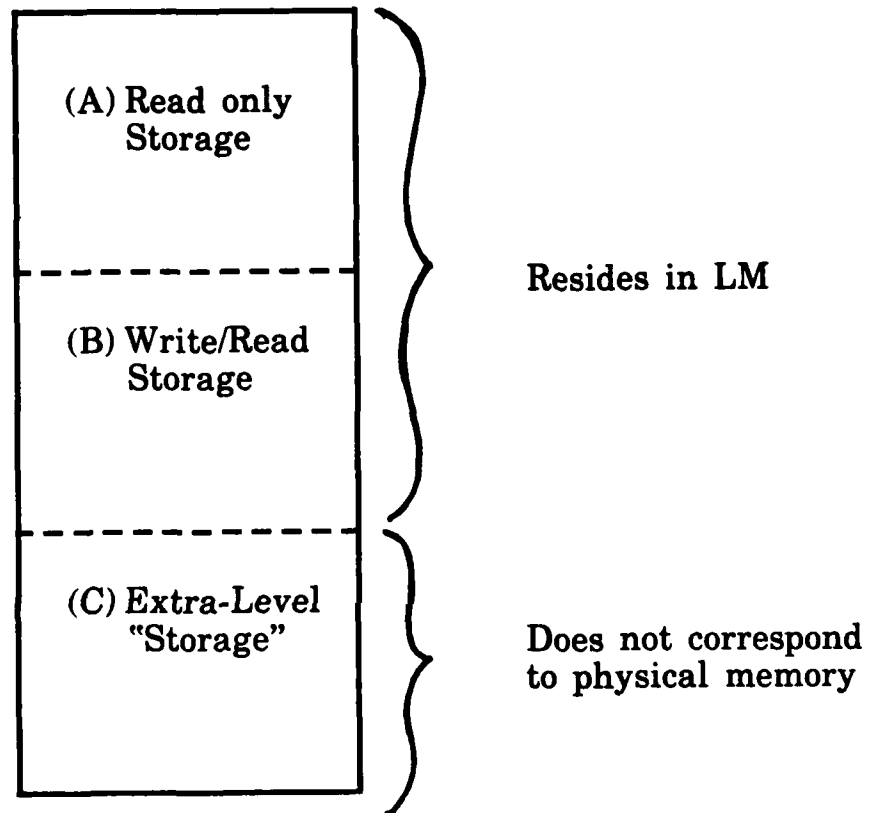 (A) Read only
Storage
Resides in LM
(B) Write/Read
Storage
(C) Extra-Level
“Storage”
Does not correspond
to physical memory